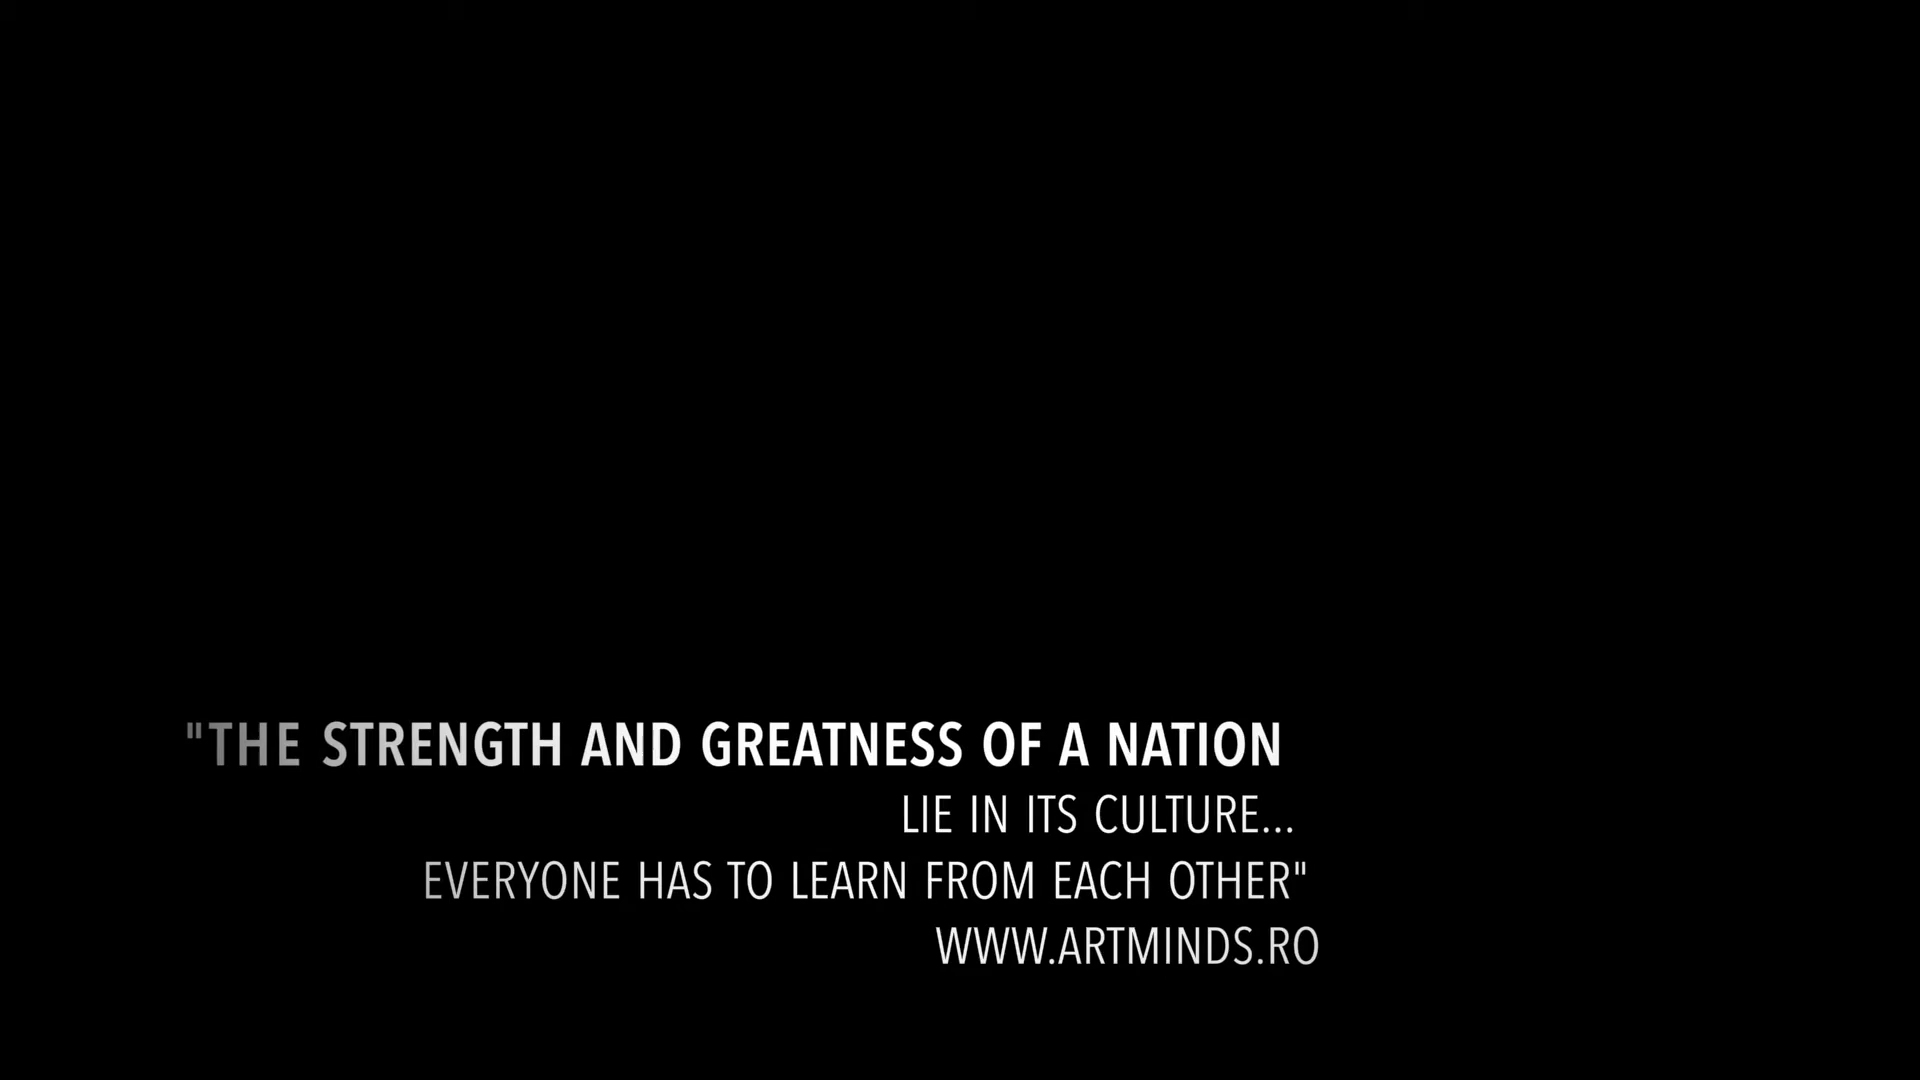 "THE STRENGTH AND GREATNESS OF A NATION
LIE IN ITS CULTURE...
EVERYONE HAS TO LEARN FROM EACH OTHER"
WWW.ARTMINDS.RO